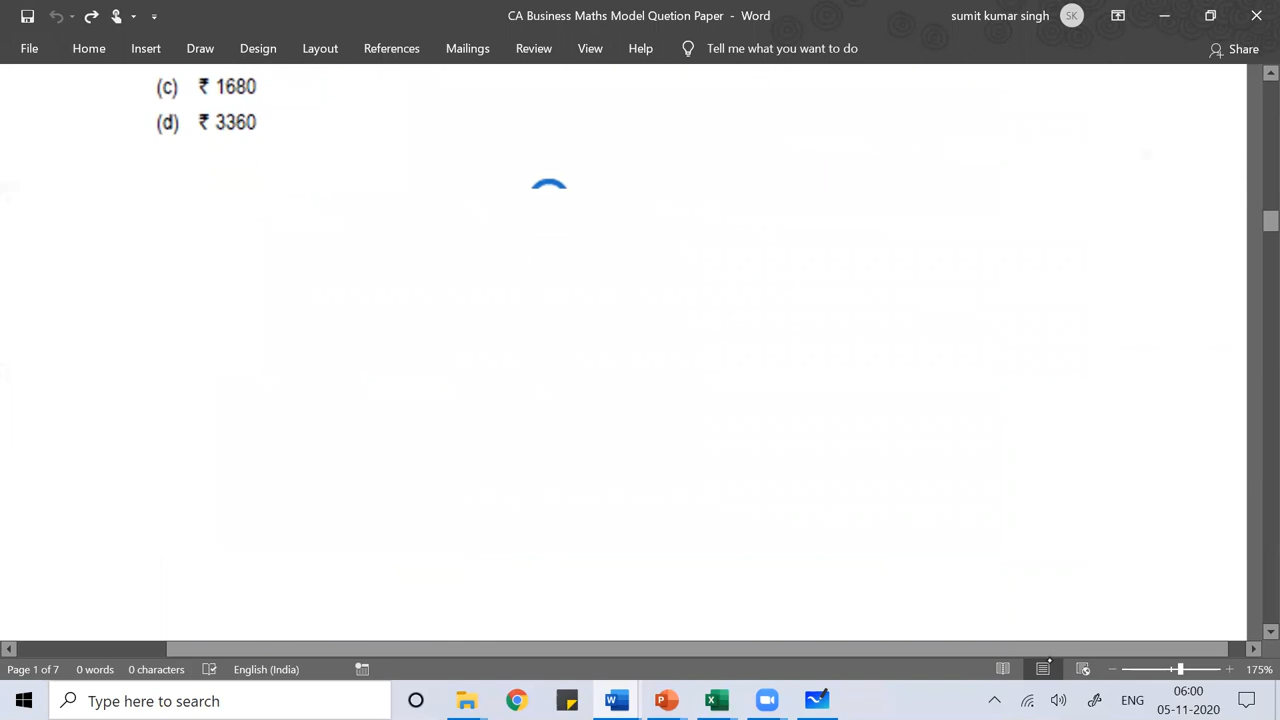 CA Business Maths Model Quetion Paper - Word
sumit kumar singh
SK
File Home Insert Draw Design Layout References Mailings Review View Help Tell me what you want to do Share
(c) ₹ 1680
(d) ₹ 3360
Page 1 of 7 0 words 0 characters English (India) 175%
Type here to search
ENG
06:00
05-11-2020